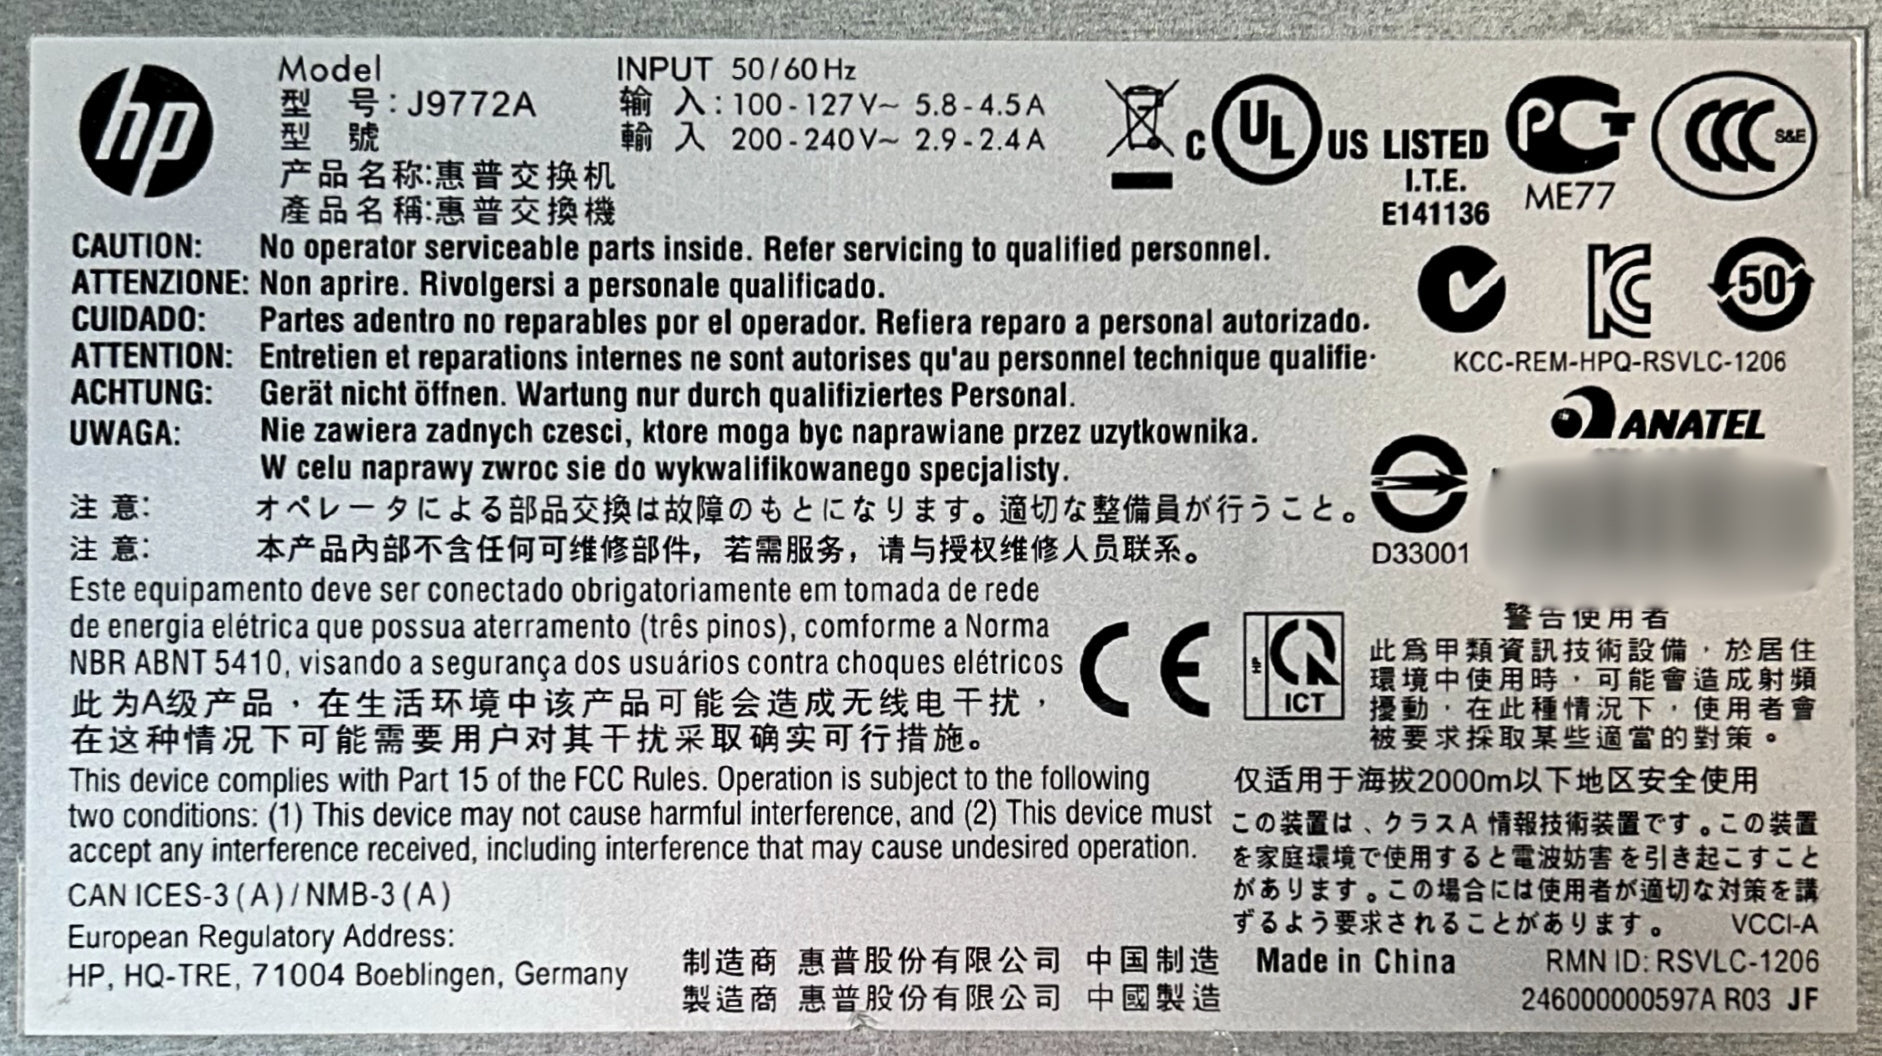 hp
Model
型 号: J9772A
型 號
产品名称:惠普交换机
產品名稱:惠普交換機
INPUT 50/60 Hz
输 入: 100-127V~ 5.8-4.5A
輸 入 200-240V~ 2.9-2.4A
C UL US LISTED
I.T.E.
E141136
PCT
ME77
CCC S&E
CAUTION: No operator serviceable parts inside. Refer servicing to qualified personnel.
ATTENZIONE: Non aprire. Rivolgersi a personale qualificado.
CUIDADO: Partes adentro no reparables por el operador. Refiera reparo a personal autorizado.
ATTENTION: Entretien et reparations internes ne sont autorises qu'au personnel technique qualifie.
ACHTUNG: Gerät nicht öffnen. Wartung nur durch qualifiziertes Personal.
UWAGA: Nie zawiera zadnych czesci, ktore moga byc naprawiane przez uzytkownika.
W celu naprawy zwroc sie do wykwalifikowanego specjalisty.
注 意: オペレータによる部品交換は故障のもとになります。適切な整備員が行うこと。
注 意: 本产品内部不含任何可维修部件，若需服务，请与授权维修人员联系。
50
KCC-REM-HPQ-RSVLC-1206
ANATEL
D33001
Este equipamento deve ser conectado obrigatoriamente em tomada de rede
de energia elétrica que possua aterramento (três pinos), comforme a Norma
NBR ABNT 5410, visando a segurança dos usuários contra choques elétricos
此为A级产品，在生活环境中该产品可能会造成无线电干扰，
在这种情况下可能需要用户对其干扰采取确实可行措施。
CE
ICT
警告使用者
此為甲類資訊技術設備，於居住
環境中使用時，可能會造成射頻
擾動，在此種情況下，使用者會
被要求採取某些適當的對策。
This device complies with Part 15 of the FCC Rules. Operation is subject to the following
two conditions: (1) This device may not cause harmful interference, and (2) This device must
accept any interference received, including interference that may cause undesired operation.
CAN ICES-3 (A) / NMB-3 (A)
European Regulatory Address:
HP, HQ-TRE, 71004 Boeblingen, Germany
仅适用于海拔2000m以下地区安全使用
この装置は、クラスA 情報技術装置です。この装置
を家庭環境で使用すると電波妨害を引き起こすこと
があります。この場合には使用者が適切な対策を講
ずるよう要求されることがあります。 VCCI-A
制造商 惠普股份有限公司 中国制造
製造商 惠普股份有限公司 中國製造
Made in China
RMN ID: RSVLC-1206
246000000597A R03 JF